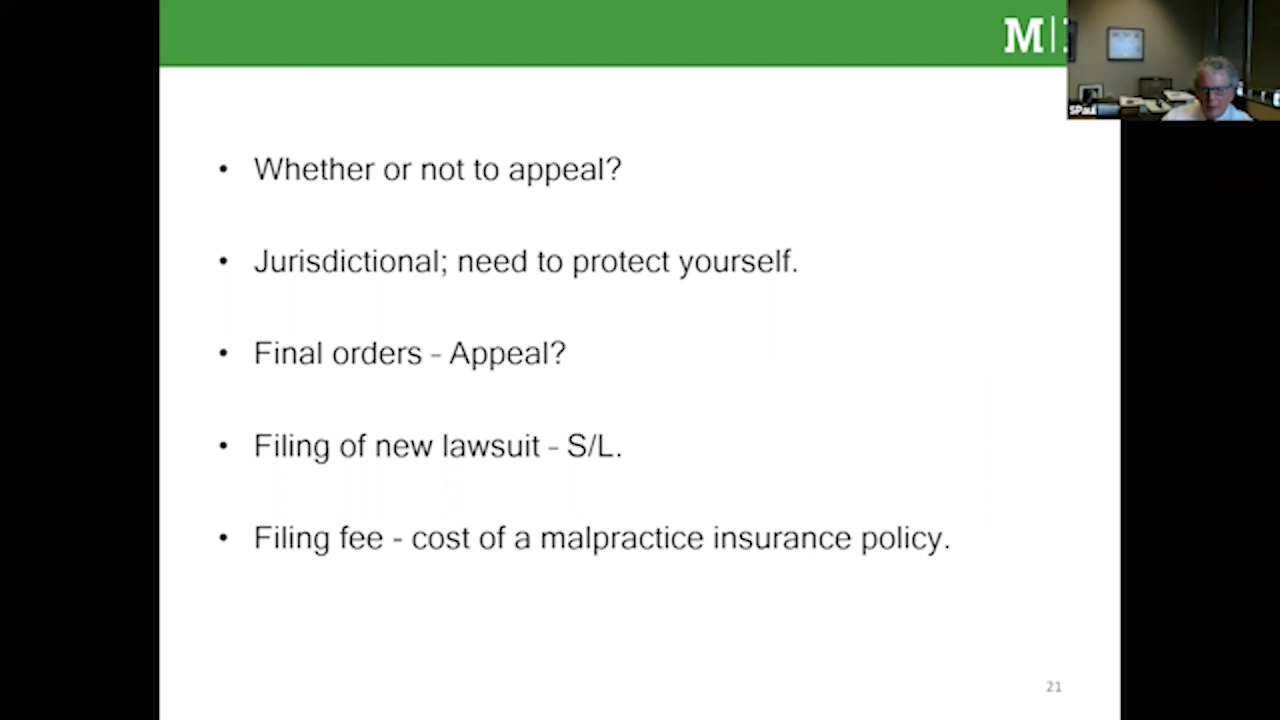 M
SPaul
• Whether or not to appeal?
• Jurisdictional; need to protect yourself.
• Final orders - Appeal?
• Filing of new lawsuit - S/L.
• Filing fee - cost of a malpractice insurance policy.
21